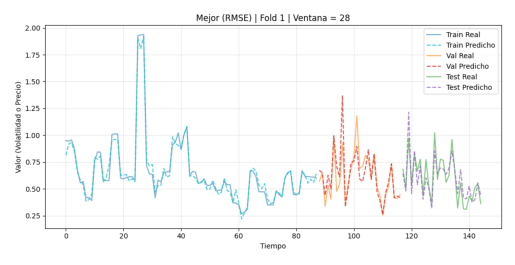 Mejor (RMSE) | Fold 1 | Ventana = 28
Valor (Volatilidad o Precio)
2.00
1.75
1.50
1.25
1.00
0.75
0.50
0.25
Train Real
Train Predicho
Val Real
Val Predicho
Test Real
Test Predicho
0 20 40 60 80 100 120 140
Tiempo